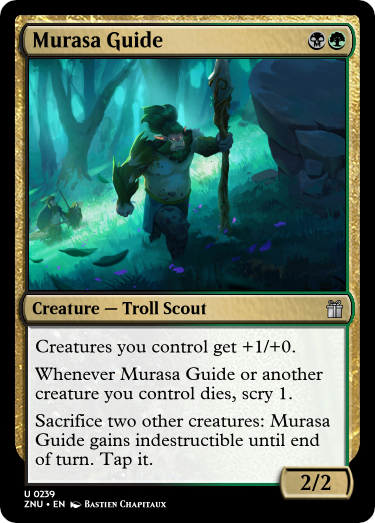 Murasa Guide
Creature — Troll Scout
Creatures you control get +1/+0.
Whenever Murasa Guide or another
creature you control dies, scry 1.
Sacrifice two other creatures: Murasa
Guide gains indestructible until end
of turn. Tap it.
2/2
U 0239
ZNU • EN Bastien Chapitaux